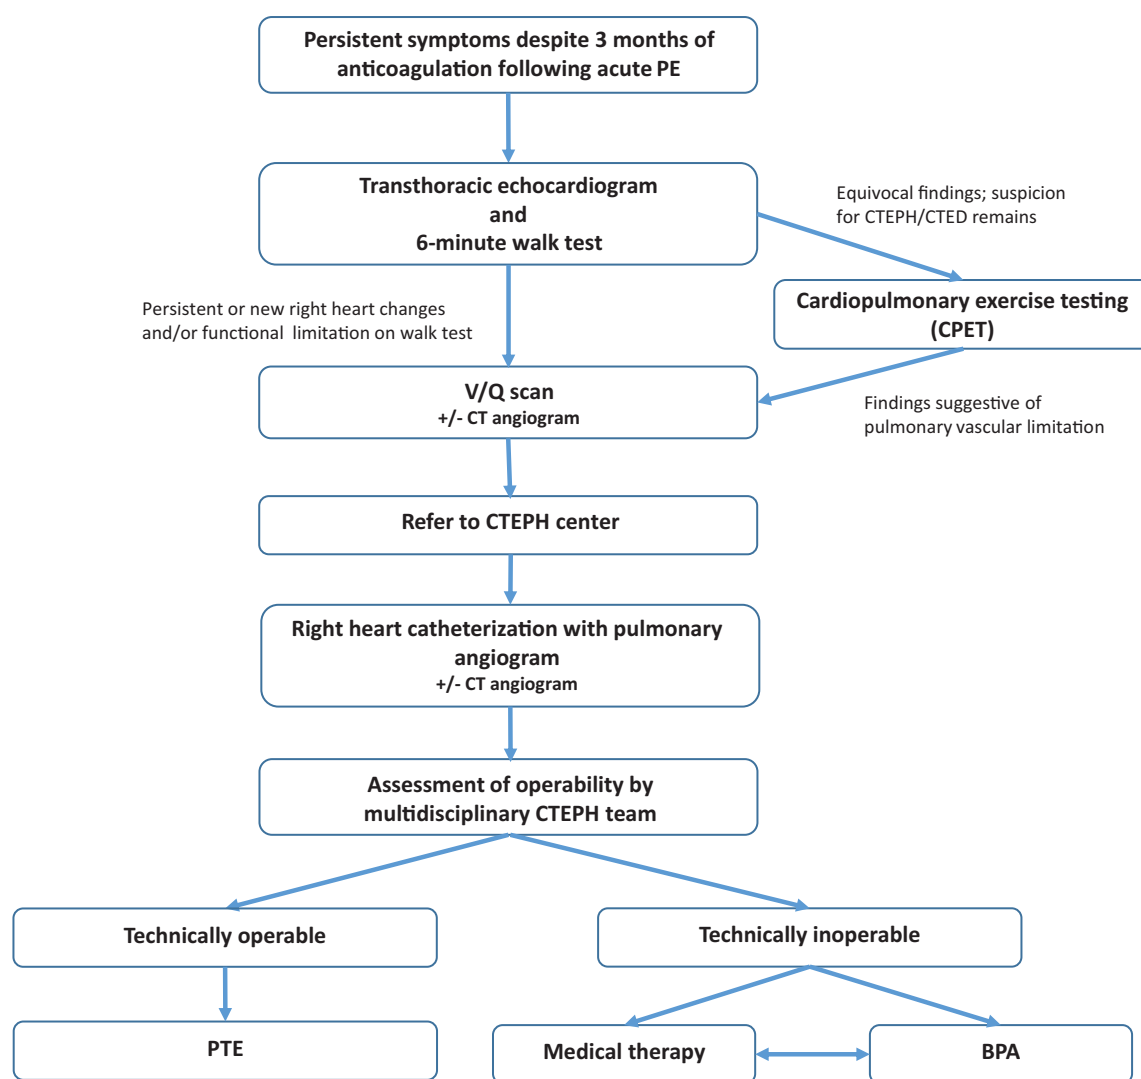 Persistent symptoms despite 3 months of
anticoagulation following acute PE
Transthoracic echocardiogram
and
6-minute walk test
Equivocal findings; suspicion
for CTEPH/CTED remains
Persistent or new right heart changes
and/or functional limitation on walk test
Cardiopulmonary exercise testing
(CPET)
V/Q scan
+/- CT angiogram
Findings suggestive of
pulmonary vascular limitation
Refer to CTEPH center
Right heart catheterization with pulmonary
angiogram
+/- CT angiogram
Assessment of operability by
multidisciplinary CTEPH team
Technically operable
Technically inoperable
PTE
Medical therapy
BPA